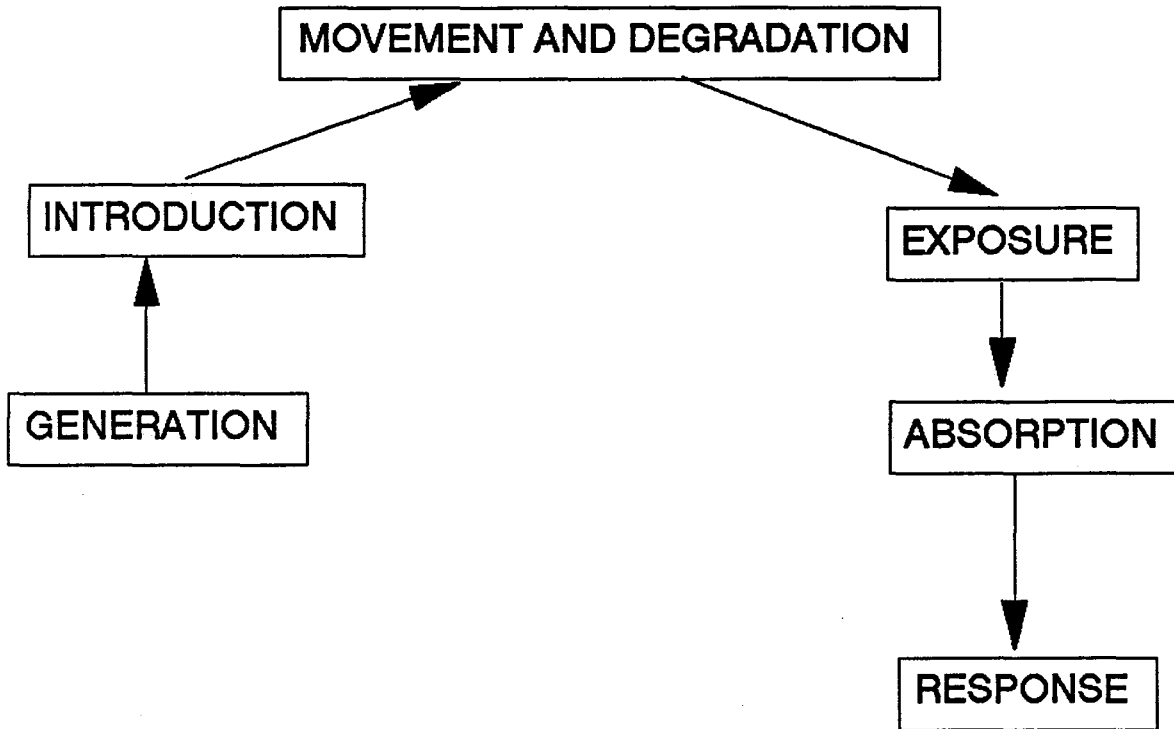 MOVEMENT AND DEGRADATION
INTRODUCTION
EXPOSURE
GENERATION
ABSORPTION
RESPONSE